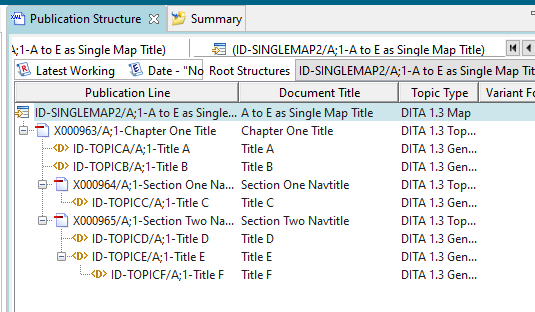 Publication Structure Summary
;1-A to E as Single Map Title) (ID-SINGLEMAP2/A;1-A to E as Single Map Title)
Latest Working Date - "No Root Structures ID-SINGLEMAP2/A;1-A to E as Single Map Tit
Publication Line Document Title Topic Type Variant Fo
ID-SINGLEMAP2/A;1-A to E as Single... A to E as Single Map Title DITA 1.3 Map
X000963/A;1-Chapter One Title Chapter One Title DITA 1.3 Top...
ID-TOPICA/A;1-Title A Title A DITA 1.3 Gen...
ID-TOPICB/A;1-Title B Title B DITA 1.3 Gen...
X000964/A;1-Section One Na... Section One Navtitle DITA 1.3 Top...
ID-TOPICC/A;1-Title C Title C DITA 1.3 Gen...
X000965/A;1-Section Two Na... Section Two Navtitle DITA 1.3 Top...
ID-TOPICD/A;1-Title D Title D DITA 1.3 Gen...
ID-TOPICE/A;1-Title E Title E DITA 1.3 Gen...
ID-TOPICF/A;1-Title F Title F DITA 1.3 Gen...